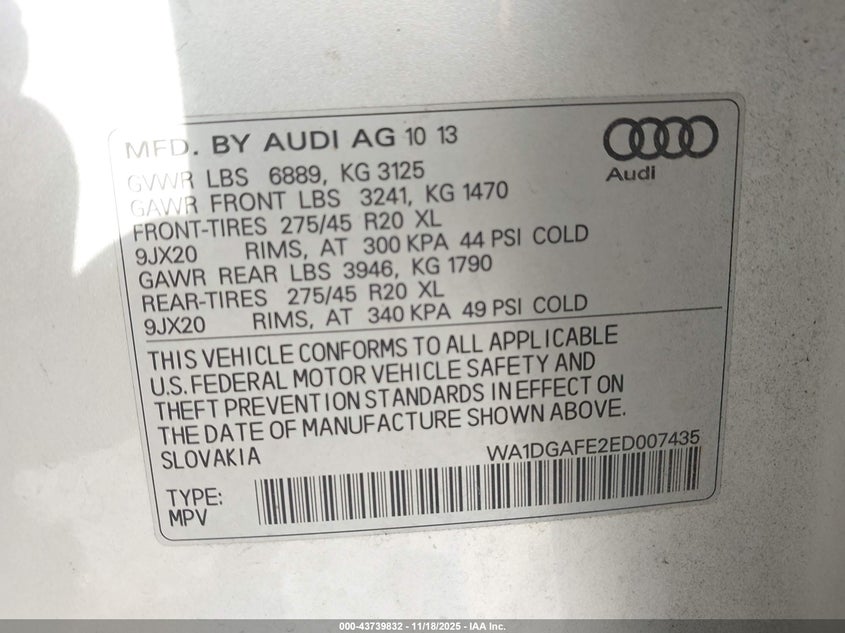 MFD. BY AUDI AG 10 13
Audi
GVWR LBS 6889, KG 3125
GAWR FRONT LBS 3241, KG 1470
FRONT-TIRES 275/45 R20 XL
9JX20 RIMS, AT 300 KPA 44 PSI COLD
GAWR REAR LBS 3946, KG 1790
REAR-TIRES 275/45 R20 XL
9JX20 RIMS, AT 340 KPA 49 PSI COLD
THIS VEHICLE CONFORMS TO ALL APPLICABLE
U.S. FEDERAL MOTOR VEHICLE SAFETY AND
THEFT PREVENTION STANDARDS IN EFFECT ON
THE DATE OF MANUFACTURE SHOWN ABOVE.
SLOVAKIA WA1DGAFE2ED007435
TYPE:
MPV
000-43739832 - 11/18/2025 - IAA Inc.